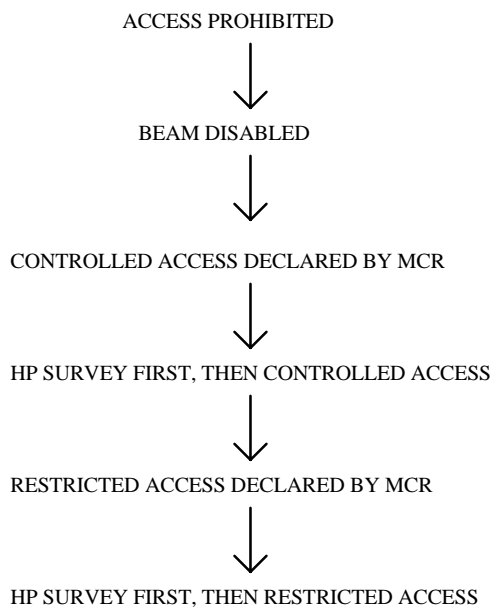 ACCESS PROHIBITED
BEAM DISABLED
CONTROLLED ACCESS DECLARED BY MCR
HP SURVEY FIRST, THEN CONTROLLED ACCESS
RESTRICTED ACCESS DECLARED BY MCR
HP SURVEY FIRST, THEN RESTRICTED ACCESS